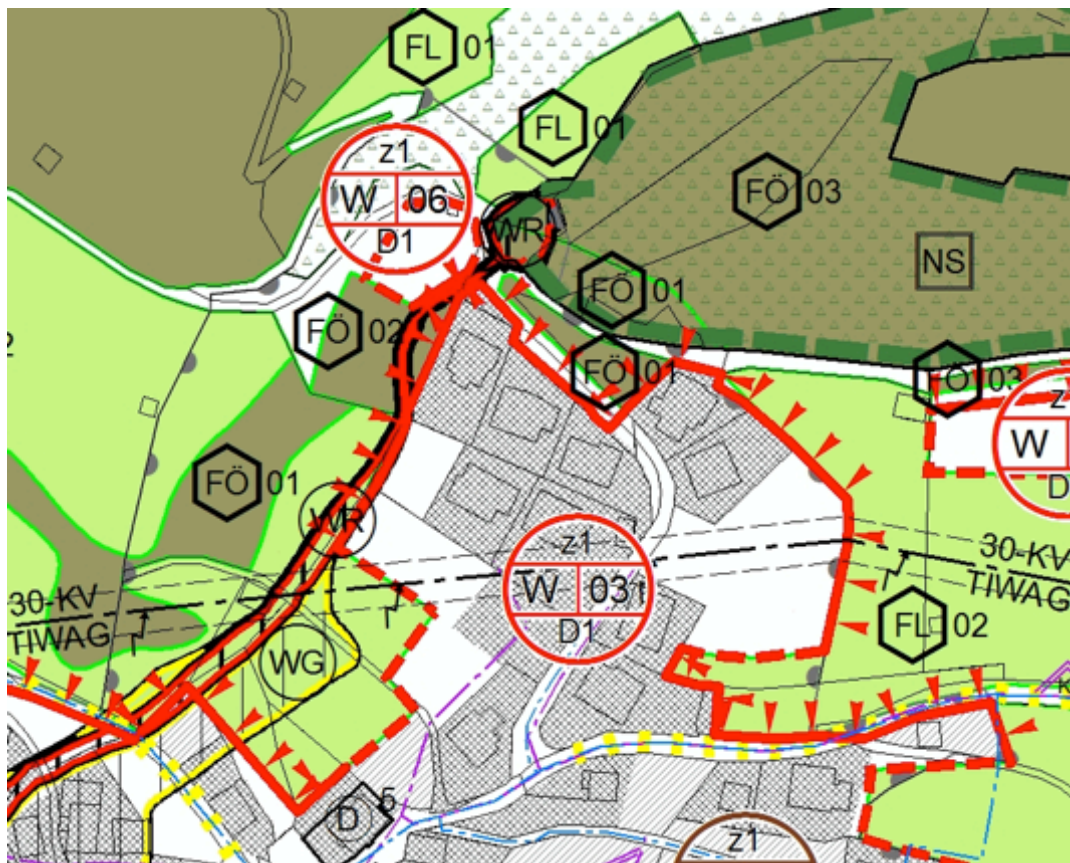 FL 01
FL 01
z1
W 06
D1
WR
FÖ 03
NS
FÖ 01
FÖ 02
FÖ 01
FÖ 03
z
W
D
FÖ 01
WR
z1
W 03
D1
30-KV
TIWAG
30-KV
TIWAG
FL 02
WG
K
D 5
z1